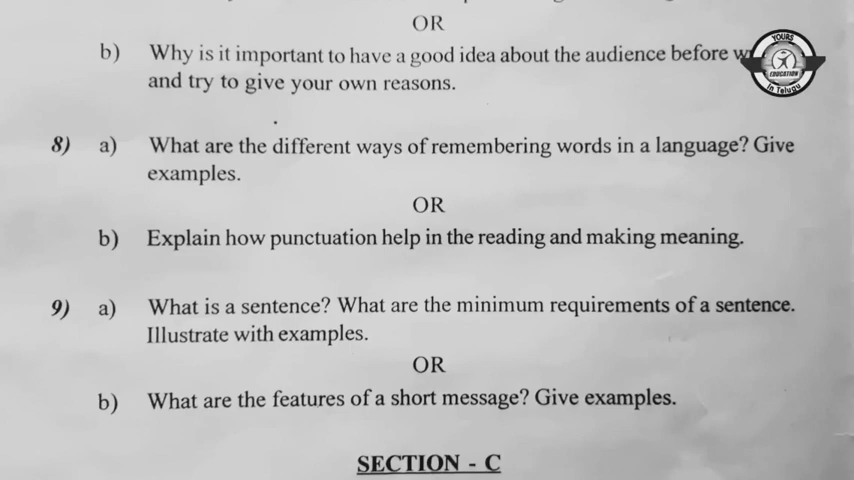 OR
b) Why is it important to have a good idea about the audience before
and try to give your own reasons.
8) a) What are the different ways of remembering words in a language? Give
examples.
OR
b) Explain how punctuation help in the reading and making meaning.
9) a) What is a sentence? What are the minimum requirements of a sentence.
Illustrate with examples.
OR
b) What are the features of a short message? Give examples.
SECTION - C
YOURS
EDUCATION
In Telugu